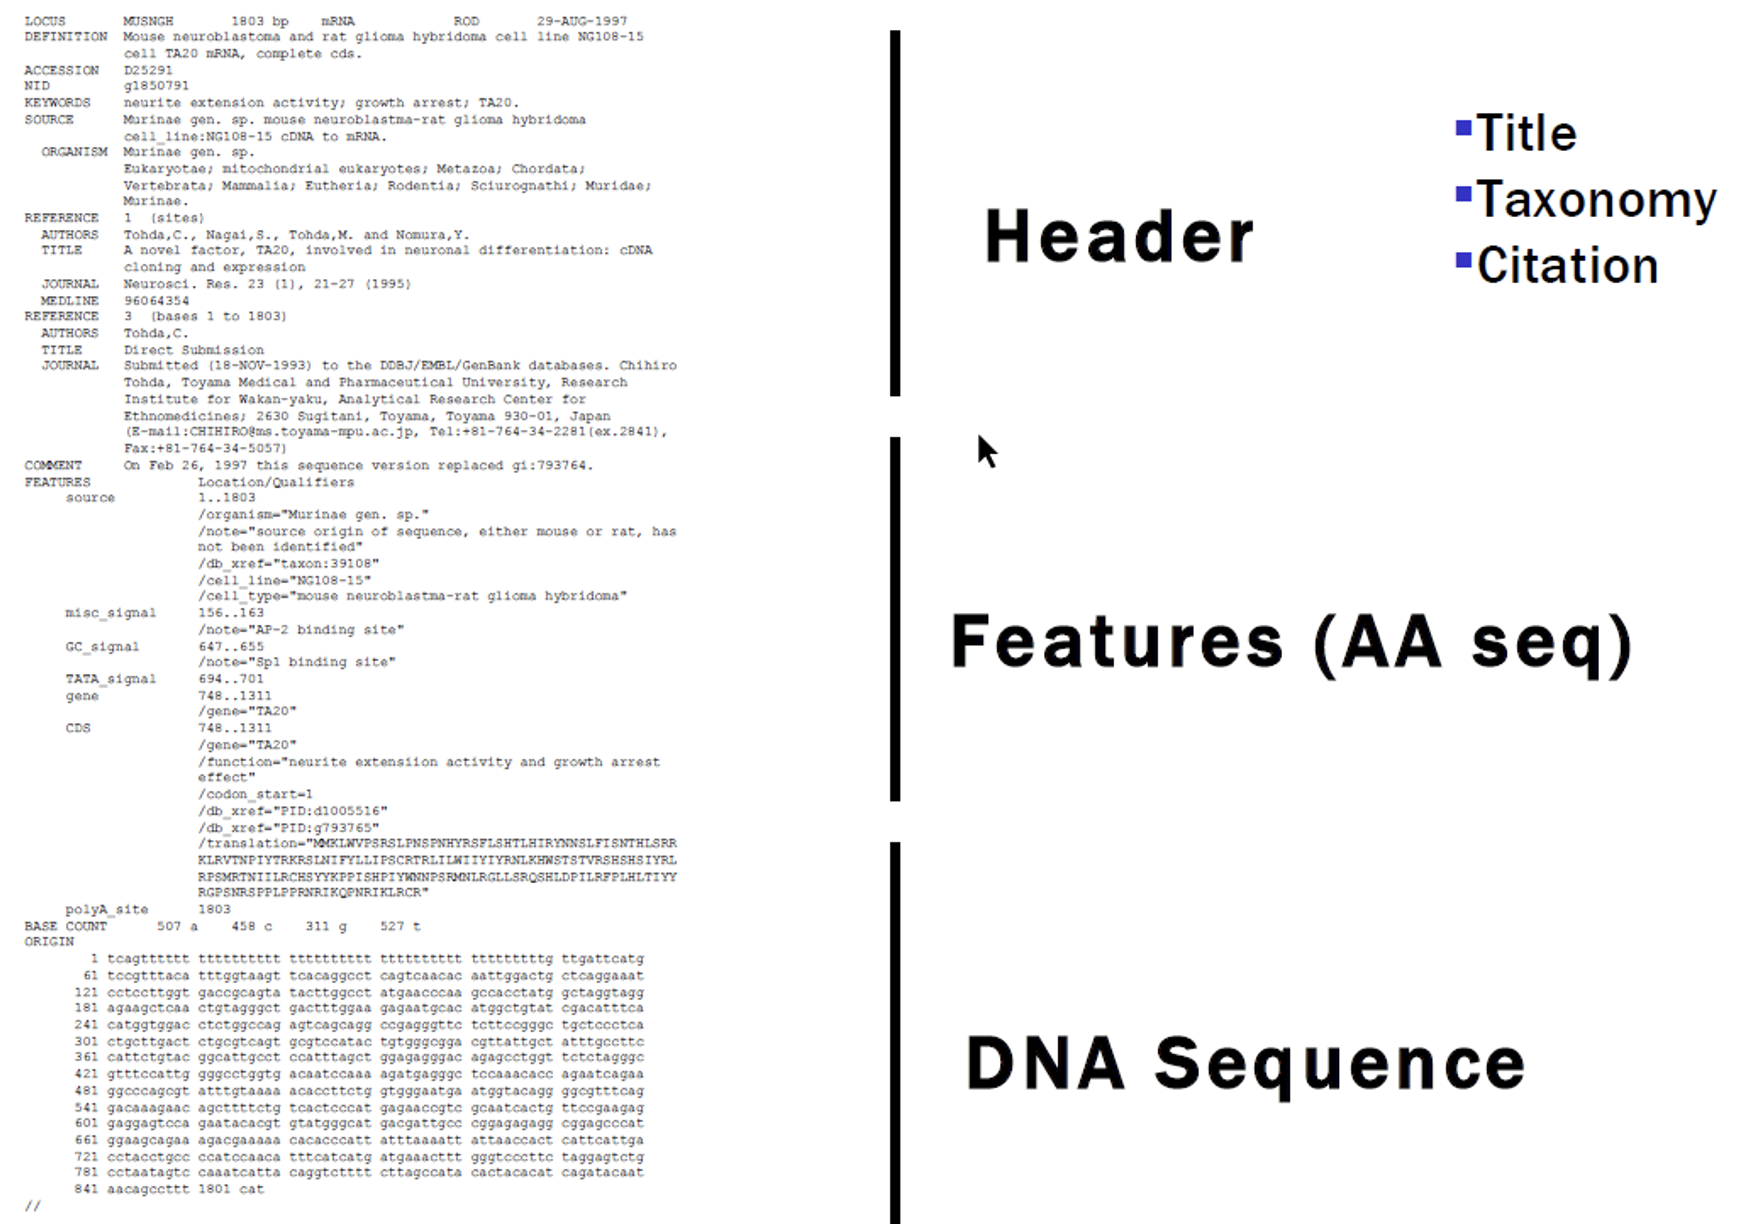 LOCUS       MUSNGH       1803 bp    mRNA            ROD       29-AUG-1997
DEFINITION  Mouse neuroblastoma and rat glioma hybridoma cell line NG108-15
            cell TA20 mRNA, complete cds.
ACCESSION   D25291
NID         g1850791
KEYWORDS    neurite extension activity; growth arrest; TA20.
SOURCE      Murinae gen. sp. mouse neuroblastma-rat glioma hybridoma
            cell_line:NG108-15 cDNA to mRNA.
  ORGANISM  Murinae gen. sp.
            Eukaryotae; mitochondrial eukaryotes; Metazoa; Chordata;
            Vertebrata; Mammalia; Eutheria; Rodentia; Sciurognathi; Muridae;
            Murinae.
REFERENCE   1  (sites)
  AUTHORS   Tohda,C., Nagai,S., Tohda,M. and Nomura,Y.
  TITLE     A novel factor, TA20, involved in neuronal differentiation: cDNA
            cloning and expression
  JOURNAL   Neurosci. Res. 23 (1), 21-27 (1995)
  MEDLINE   96064354
REFERENCE   3  (bases 1 to 1803)
  AUTHORS   Tohda,C.
  TITLE     Direct Submission
  JOURNAL   Submitted (18-NOV-1993) to the DDBJ/EMBL/GenBank databases. Chihiro
            Tohda, Toyama Medical and Pharmaceutical University, Research
            Institute for Wakan-yaku, Analytical Research Center for
            Ethnomedicines; 2630 Sugitani, Toyama, Toyama 930-01, Japan
            (E-mail:CHIHIRO@ms.toyama-mpu.ac.jp, Tel:+81-764-34-2281(ex.2841),
            Fax:+81-764-34-5057)
COMMENT     On Feb 26, 1997 this sequence version replaced gi:793764.
FEATURES             Location/Qualifiers
     source          1..1803
                     /organism="Murinae gen. sp."
                     /note="source origin of sequence, either mouse or rat, has
                     not been identified"
                     /db_xref="taxon:39108"
                     /cell_line="NG108-15"
                     /cell_type="mouse neuroblastma-rat glioma hybridoma"
     misc_signal     156..163
                     /note="AP-2 binding site"
     GC_signal       647..655
                     /note="Sp1 binding site"
     TATA_signal     694..701
     gene            748..1311
                     /gene="TA20"
     CDS             748..1311
                     /gene="TA20"
                     /function="neurite extensiion activity and growth arrest
                     effect"
                     /codon_start=1
                     /db_xref="PID:d1005516"
                     /db_xref="PID:g793765"
                     /translation="MMKLWVPSRSLPNSPNHYRSFLSHTLHIRYNNSLFISNTHLSRR
                     KLRVTNPIYTRKRSLNIFYLLIPSCRTRLILWIIYIYRNLKHWSTSTVRSHSHSIYRL
                     RPSMRTNIILRCHSYYKPPISHPIYWNNPSRMNLRGLLSRQSHLDPILRFPLHLTIYY
                     RGPSNRSPPLPPRNRIKQPNRIKLRCR"
     polyA_site      1803
BASE COUNT      507 a    458 c    311 g    527 t
ORIGIN
        1 tcagtttttt tttttttttt tttttttttt tttttttttt tttttttttg ttgattcatg
       61 tccgtttaca tttggtaagt tcacaggcct cagtcaacac aattggactg ctcaggaaat
      121 cctccttggt gaccgcagta tacttggcct atgaacccaa gccacctatg gctaggtagg
      181 agaagctcaa ctgtagggct gactttggaa gagaatgcac atggctgtat cgacatttca
      241 catggtggac ctctggccag agtcagcagg ccgagggttc tcttccgggc tgctccctca
      301 ctgcttgact ctgcgtcagt gcgtccatac tgtgggcgga cgttattgct atttgccttc
      361 cattctgtac ggcattgcct ccatttagct ggagagggac agagcctggt tctctagggc
      421 gtttccattg gggcctggtg acaatccaaa agatgagggc tccaaacacc agaatcagaa
      481 ggcccagcgt atttgtaaaa acaccttctg gtgggaatga atggtacagg ggcgtttcag
      541 gacaaagaac agcttttctg tcactcccat gagaaccgtc gcaatcactg ttccgaagag
      601 gaggagtcca gaatacacgt gtatgggcat gacgattgcc cggagagagg cggagcccat
      661 ggaagcagaa agacgaaaaa cacacccatt atttaaaatt attaaccact cattcattga
      721 cctacctgcc ccatccaaca tttcatcatg atgaaacttt gggtcccttc taggagtctg
      781 cctaatagtc caaatcatta caggtctttt cttagccata cactacacat cagatacaat
      841 aacagccttt 1801 cat
//
Header
▪Title
▪Taxonomy
▪Citation
Features (AA seq)
DNA Sequence